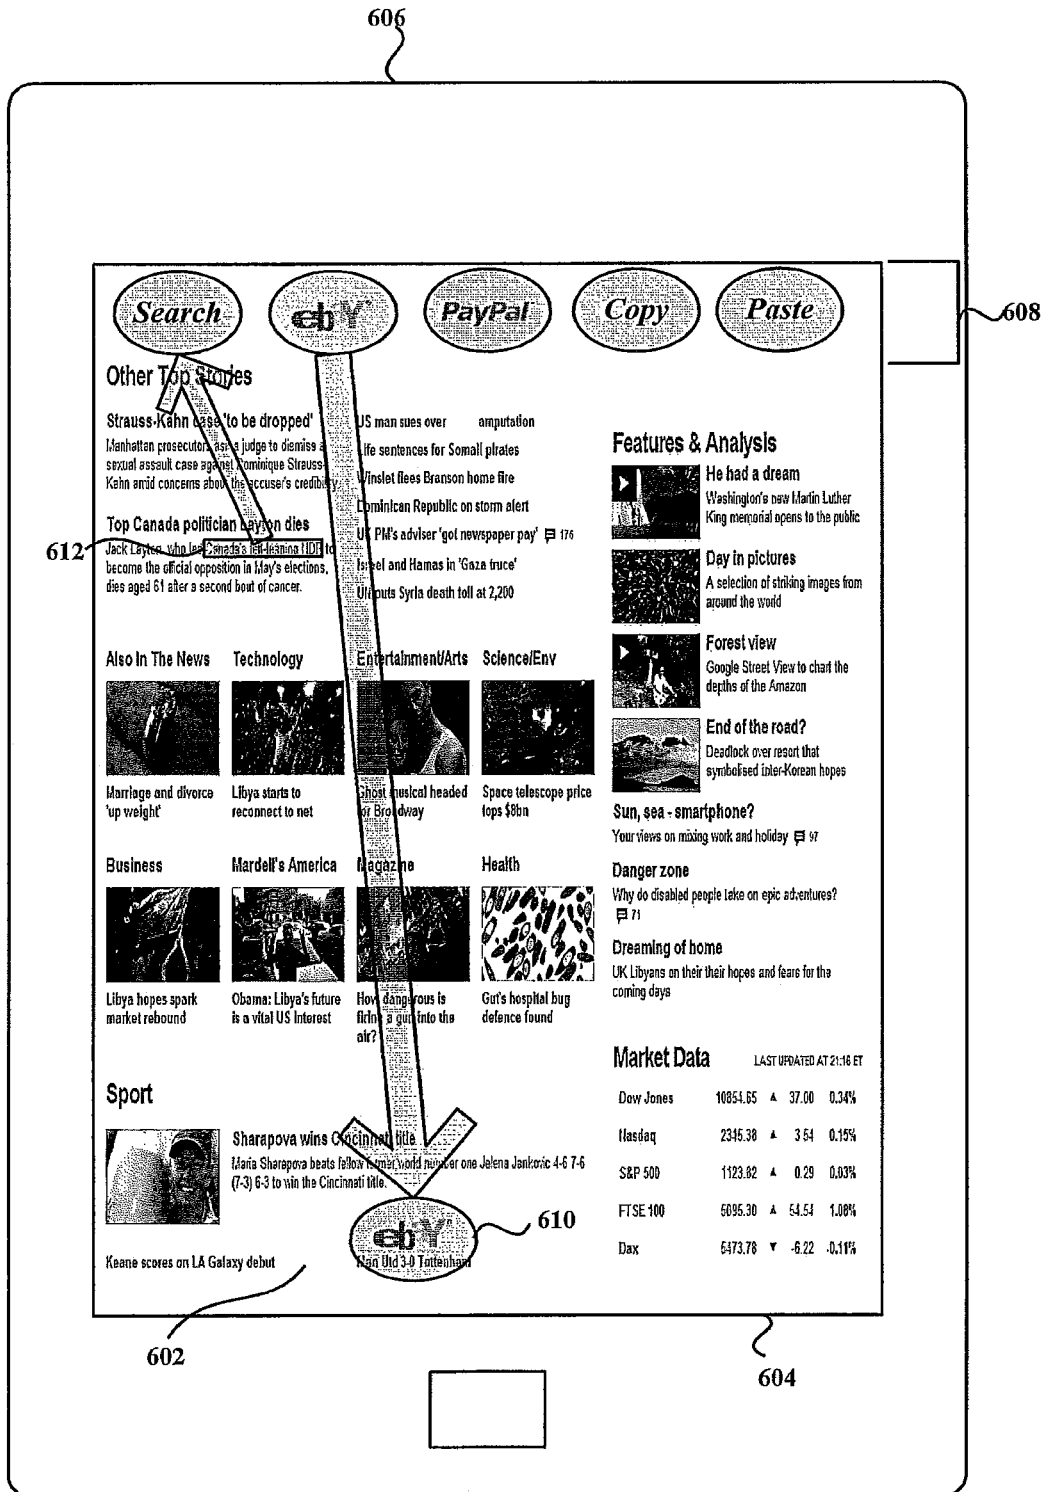 606
608
Search
eb Y
PayPal
Copy
Paste
Other Top Stories
Strauss-Kahn case 'to be dropped'
Manhattan prosecutors ask a judge to dismiss a
sexual assault case against Dominique Strauss-
Kahn amid concerns about the accuser's credibility
Top Canada politician Layton dies
612
Jack Layton, who led Canada's left-leaning NDP to
become the official opposition in May's elections,
dies aged 61 after a second bout of cancer.
US man sues over amputation
Life sentences for Somali pirates
Winslet flees Branson home fire
Dominican Republic on storm alert
UK PM's adviser 'got newspaper pay' 176
Israel and Hamas in 'Gaza truce'
UN puts Syria death toll at 2,200
Features & Analysis
He had a dream
Washington's new Martin Luther
King memorial opens to the public
Day in pictures
A selection of striking images from
around the world
Forest view
Google Street View to chart the
depths of the Amazon
End of the road?
Deadlock over resort that
symbolised inter-Korean hopes
Sun, sea - smartphone?
Your views on mixing work and holiday 97
Danger zone
Why do disabled people take on epic adventures?
71
Dreaming of home
UK Libyans on their their hopes and fears for the
coming days
Also In The News
Marriage and divorce
'up weight'
Technology
Libya starts to
reconnect to net
Entertainment/Arts
Ghost musical headed
for Broadway
Science/Env
Space telescope price
tops $8bn
Business
Libya hopes spark
market rebound
Mardell's America
Obama: Libya's future
is a vital US Interest
Magazine
How dangerous is
firing a gun into the
air?
Health
Gut's hospital bug
defence found
Market Data LAST UPDATED AT 21:16 ET
Dow Jones 10854.65 ▲ 37.00 0.34%
Nasdaq 2345.38 ▲ 3.54 0.15%
S&P 500 1123.82 ▲ 0.29 0.03%
FTSE 100 5095.30 ▲ 54.54 1.08%
Dax 5473.78 ▼ -6.22 -0.11%
Sport
Sharapova wins Cincinnati title
Maria Sharapova beats fellow former world number one Jelena Jankovic 4-6 7-6
(7-3) 6-3 to win the Cincinnati title.
eb Y
610
Keane scores on LA Galaxy debut
Man Utd 3-0 Tottenham
602
604